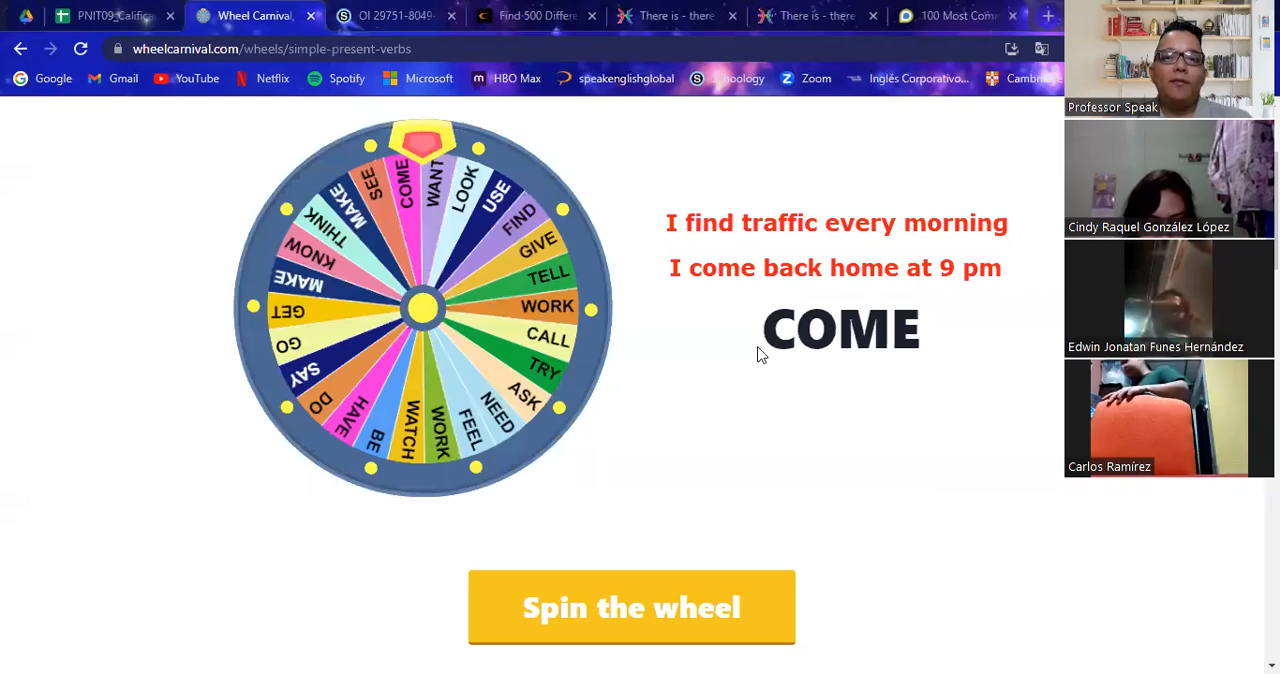 PNIT09_Califica
Wheel Carnival,
OI 29751-8049-
Find 500 Differe
There is - there
There is - there
100 Most Com
wheelcarnival.com/wheels/simple-present-verbs
Google
Gmail
YouTube
Netflix
Spotify
Microsoft
HBO Max
speakenglishglobal
Schoology
Zoom
Inglés Corporativo...
Cambri
COME
WANT
LOOK
USE
FIND
GIVE
TELL
WORK
CALL
TRY
ASK
NEED
FEEL
WORK
WATCH
BE
HAVE
DO
SAY
GO
GET
MAKE
KNOW
THINK
MAKE
SEE
I find traffic every morning
I come back home at 9 pm
COME
Spin the wheel
Professor Speak
Cindy Raquel González López
Edwin Jonatan Funes Hernández
Carlos Ramírez